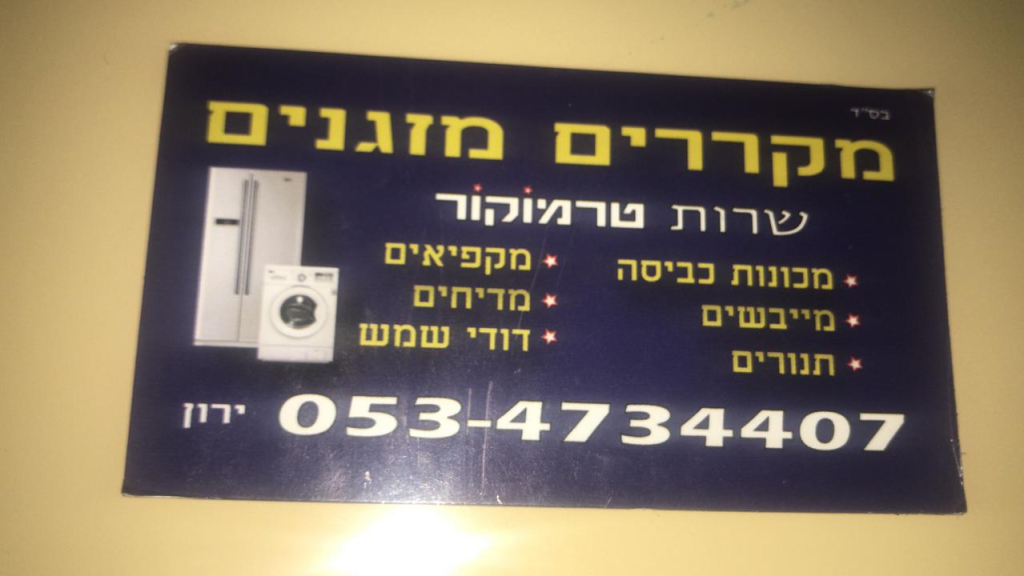 בס"ד
מקררים מזגנים
שרות טרמוקור
מכונות כביסה
מייבשים
תנורים
מקפיאים
מדיחים
דודי שמש
053-4734407 ירון